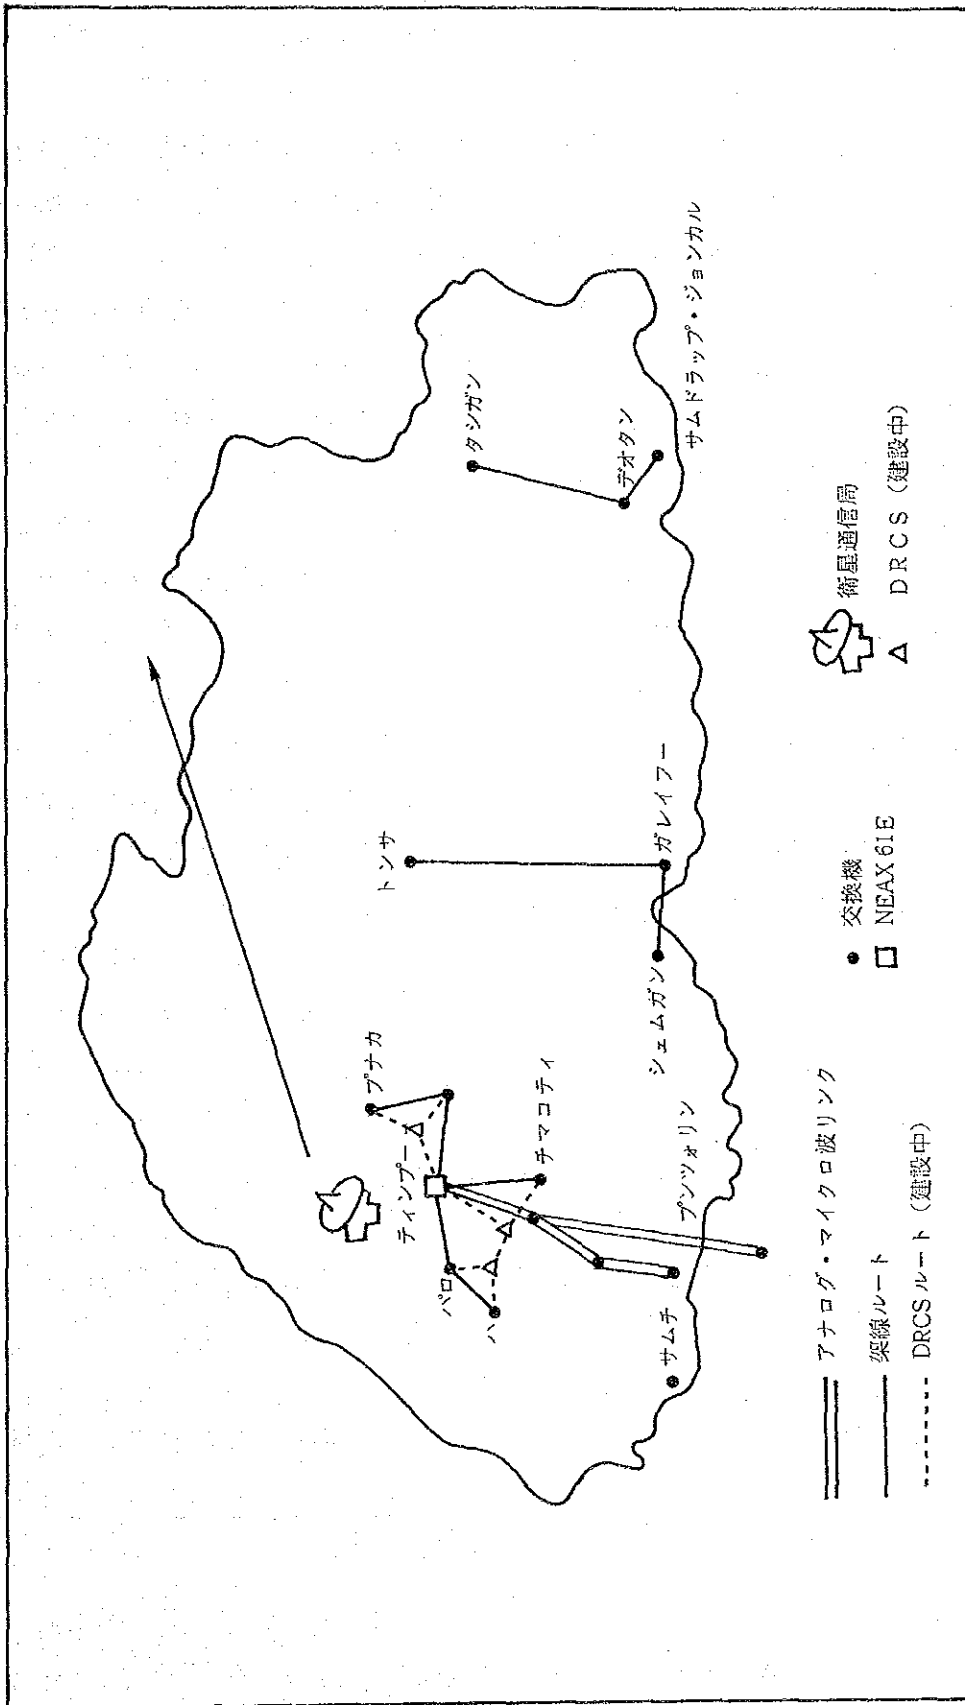 プナカ
ティンプー
パロ
ハ
チマコティ
プンツォリン
サムチ
トンサ
シェムガン
ガレイフー
タシガン
デオタン
サムドラップ・ジョンカル
アナログ・マイクロ波リンク
架線ルート
DRCSルート（建設中）
交換機
NEAX 61E
衛星通信局
DRCS（建設中）